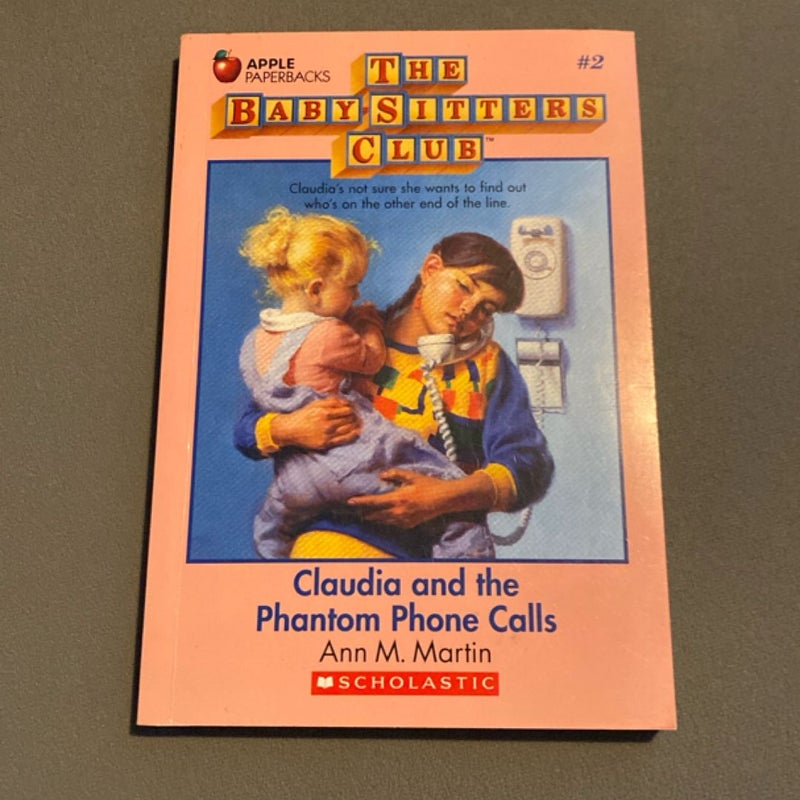 APPLE
PAPERBACKS
#2
THE
BABY-SITTERS
CLUB™
Claudia's not sure she wants to find out
who's on the other end of the line.
Claudia and the
Phantom Phone Calls
Ann M. Martin
SCHOLASTIC